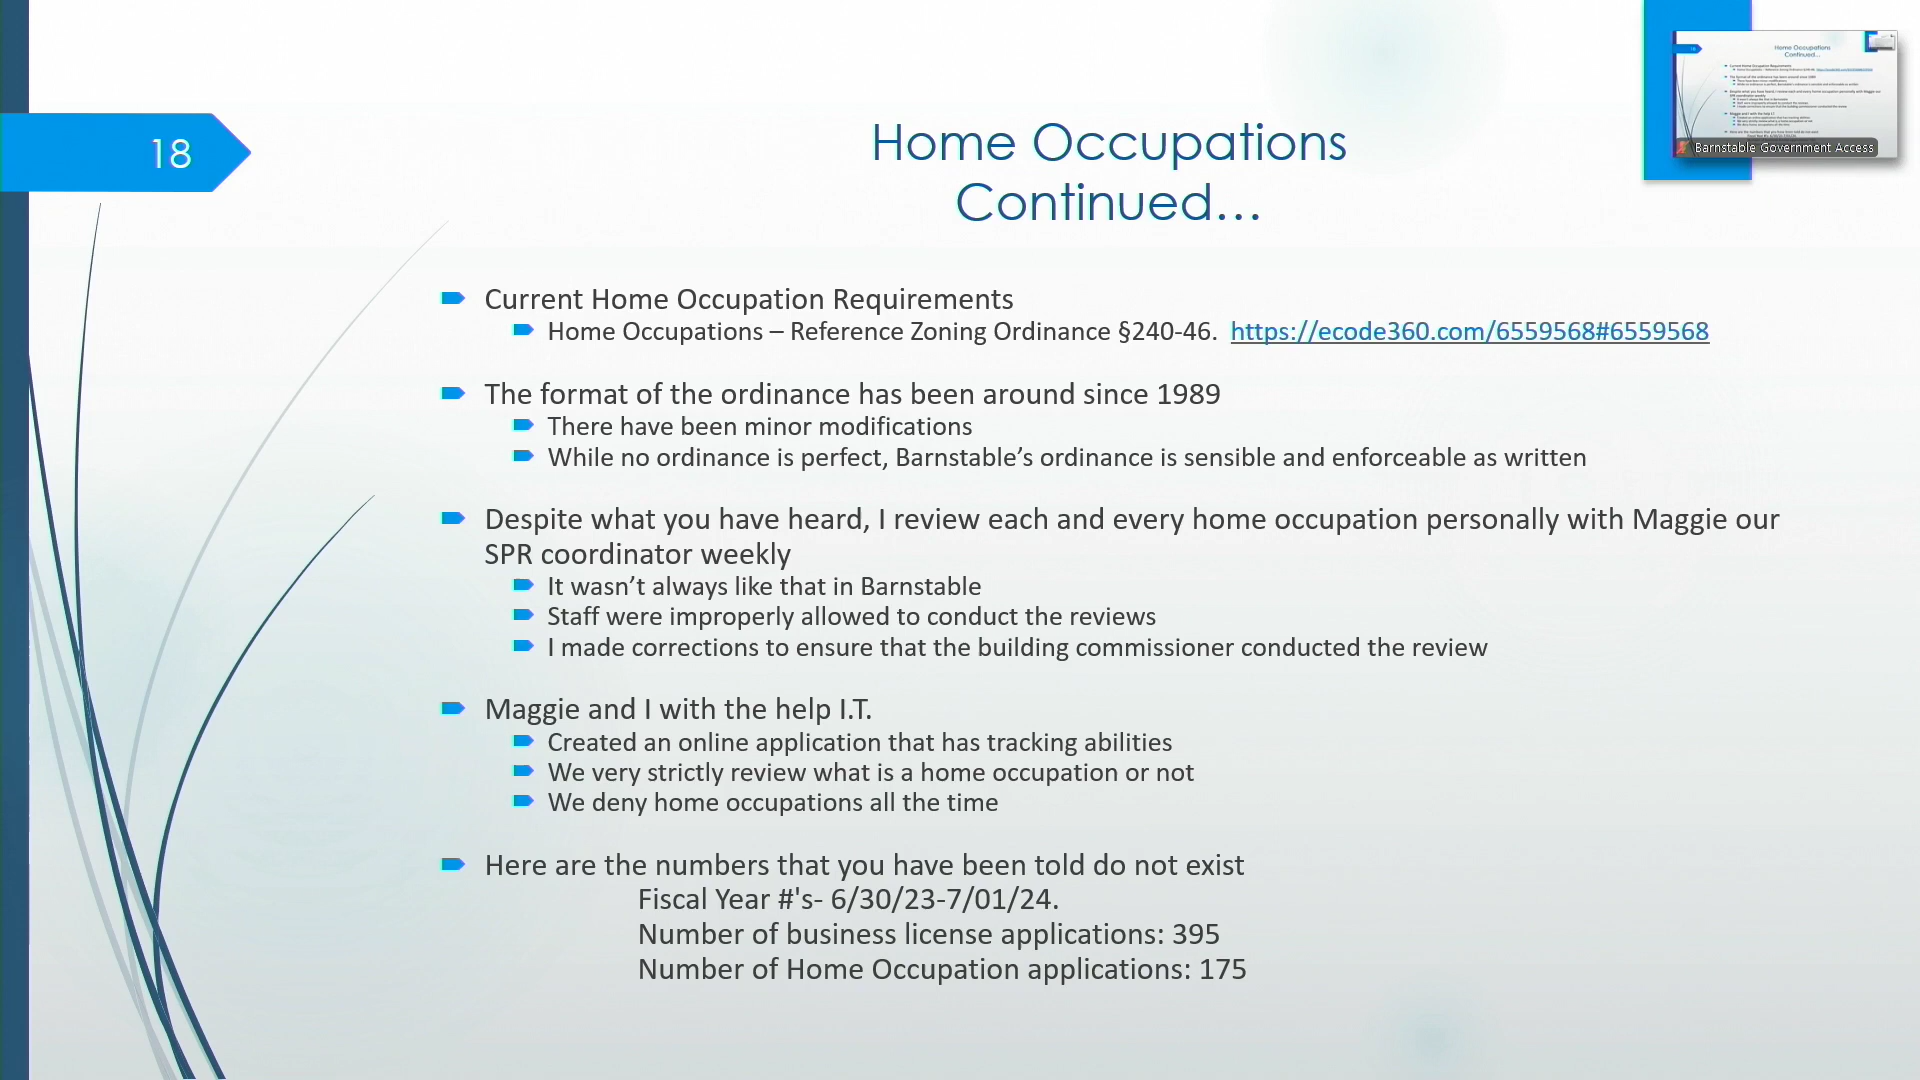 18
Home Occupations
Continued…
Barnstable Government Access
Current Home Occupation Requirements
Home Occupations – Reference Zoning Ordinance §240-46. https://ecode360.com/6559568#6559568
The format of the ordinance has been around since 1989
There have been minor modifications
While no ordinance is perfect, Barnstable’s ordinance is sensible and enforceable as written
Despite what you have heard, I review each and every home occupation personally with Maggie our
SPR coordinator weekly
It wasn’t always like that in Barnstable
Staff were improperly allowed to conduct the reviews
I made corrections to ensure that the building commissioner conducted the review
Maggie and I with the help I.T.
Created an online application that has tracking abilities
We very strictly review what is a home occupation or not
We deny home occupations all the time
Here are the numbers that you have been told do not exist
Fiscal Year #'s- 6/30/23-7/01/24.
Number of business license applications: 395
Number of Home Occupation applications: 175